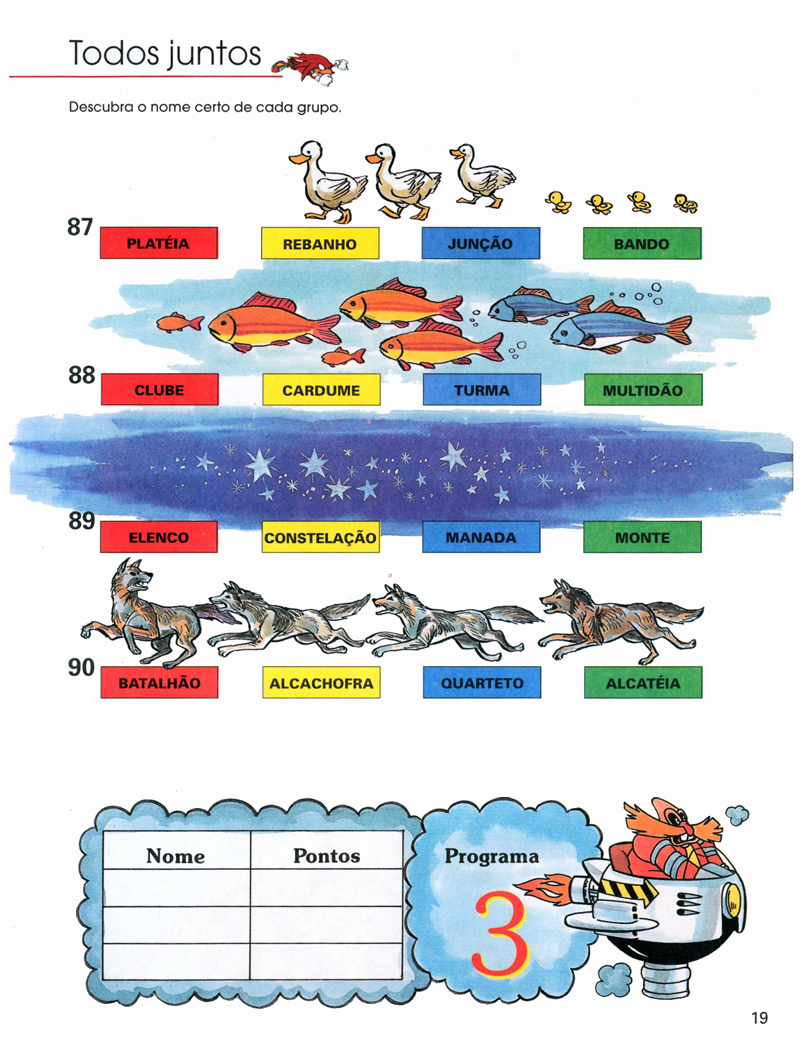 Todos juntos
Descubra o nome certo de cada grupo.
87
PLATÉIA REBANHO JUNÇÃO BANDO
88
CLUBE CARDUME TURMA MULTIDÃO
89
ELENCO CONSTELAÇÃO MANADA MONTE
90
BATALHÃO ALCACHOFRA QUARTETO ALCATÉIA
Nome Pontos Programa
3
19